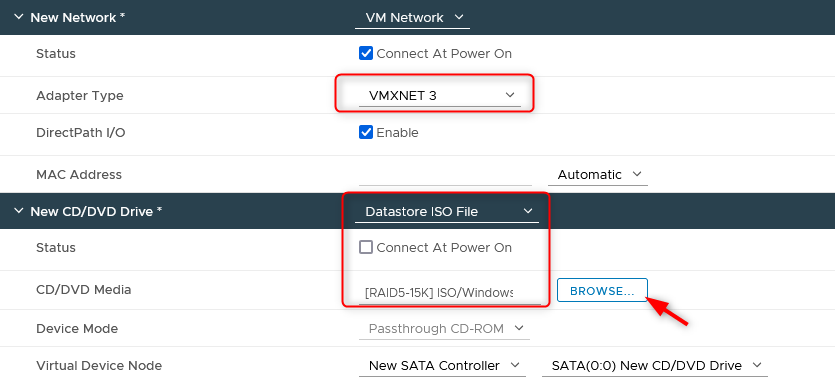 New Network * VM Network
Status Connect At Power On
Adapter Type VMXNET 3
DirectPath I/O Enable
MAC Address Automatic
New CD/DVD Drive * Datastore ISO File
Status Connect At Power On
CD/DVD Media [RAID5-15K] ISO/Windows BROWSE...
Device Mode Passthrough CD-ROM
Virtual Device Node New SATA Controller SATA(0:0) New CD/DVD Drive